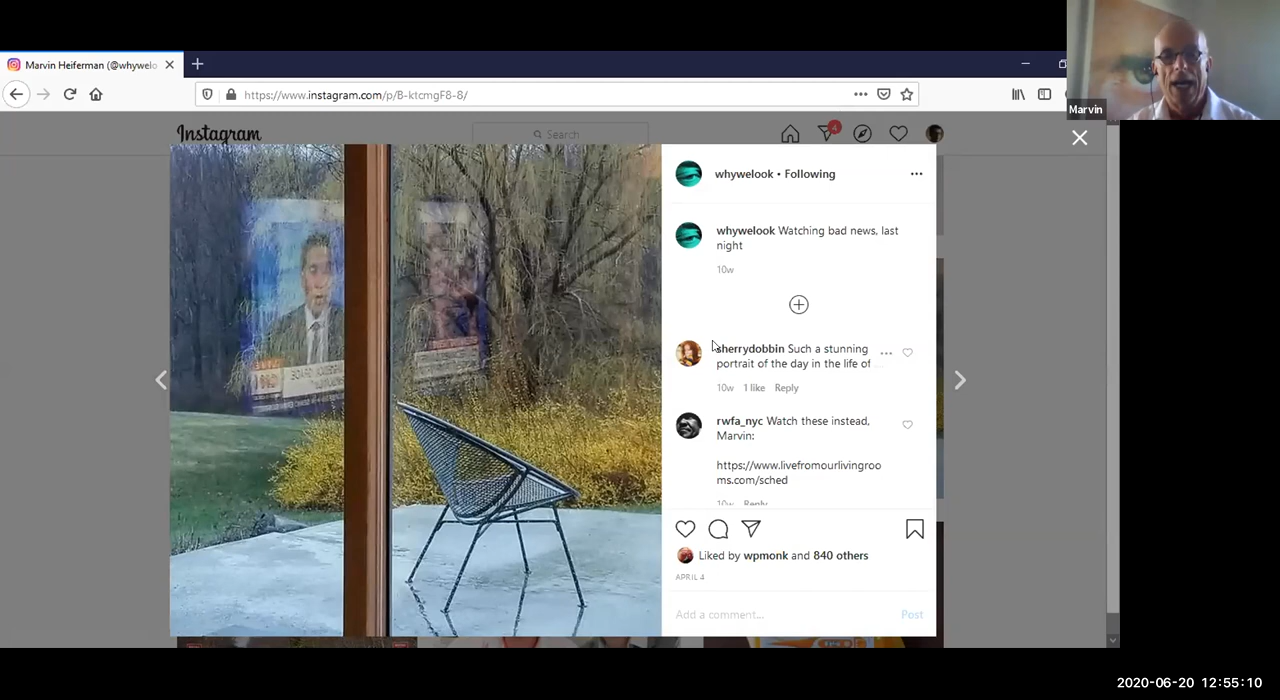 Marvin Heiferman (@whywelo
https://www.instagram.com/p/B-ktcmgF8-8/
Marvin
Instagram
Search
4
whywelook • Following
whywelook Watching bad news, last
night
10w
sherrydobbin Such a stunning
portrait of the day in the life of
10w 1 like Reply
rwfa_nyc Watch these instead,
Marvin:
https://www.livefromourlivingroo
ms.com/sched
10w Reply
Liked by wpmonk and 840 others
APRIL 4
Add a comment... Post
2020-06-20 12:55:10